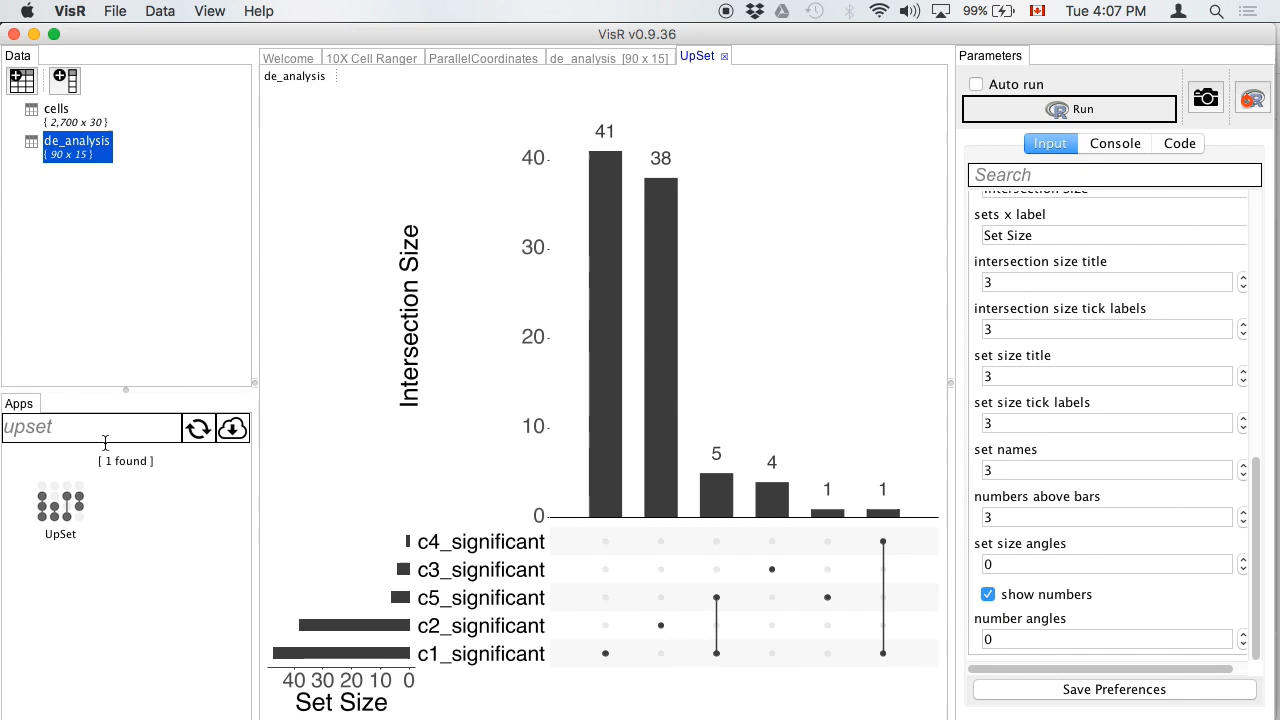 VisR File Data View Help 99% Tue 4:07 PM
VisR v0.9.36
Data
cells
{ 2,700 x 30 }
de_analysis
{ 90 x 15 }
Apps
upset
[ 1 found ]
UpSet
Welcome 10X Cell Ranger ParallelCoordinates de_analysis [90 x 15] UpSet
de_analysis
Intersection Size
40
30
20
10
0
41
38
5
4
1
1
c4_significant
c3_significant
c5_significant
c2_significant
c1_significant
40 30 20 10 0
Set Size
Parameters
Auto run
Run
Input Console Code
Search
Intersection Size
sets x label
Set Size
intersection size title
3
intersection size tick labels
3
set size title
3
set size tick labels
3
set names
3
numbers above bars
3
set size angles
0
show numbers
number angles
0
Save Preferences